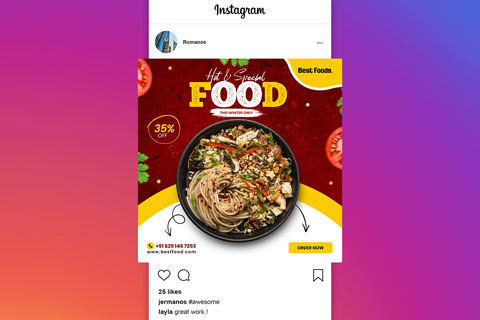 Instagram
Romanos
Best Foods.
Hot & Special
FOOD
THIS WINTER ONLY
35%
OFF
+91 629 146 7253
www.bestfood.com
ORDER NOW
25 likes
jermanos #awesome
layla great work !